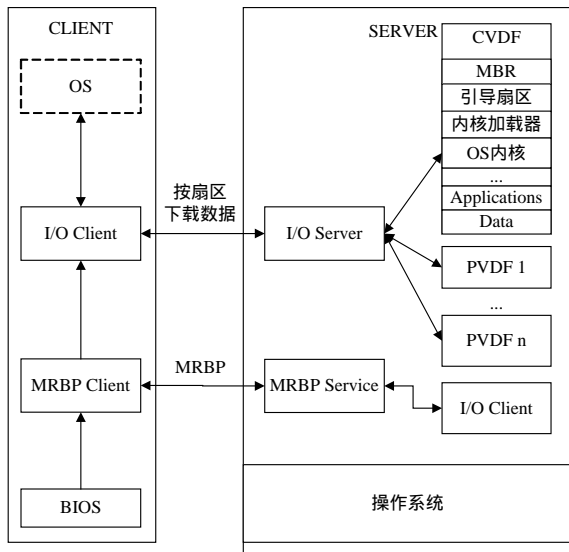 CLIENT
OS
I/O Client
MRBP Client
BIOS
按扇区
下载数据
MRBP
SERVER
I/O Server
MRBP Service
CVDF
MBR
引导扇区
内核加载器
OS内核
...
Applications
Data
PVDF 1
...
PVDF n
I/O Client
操作系统